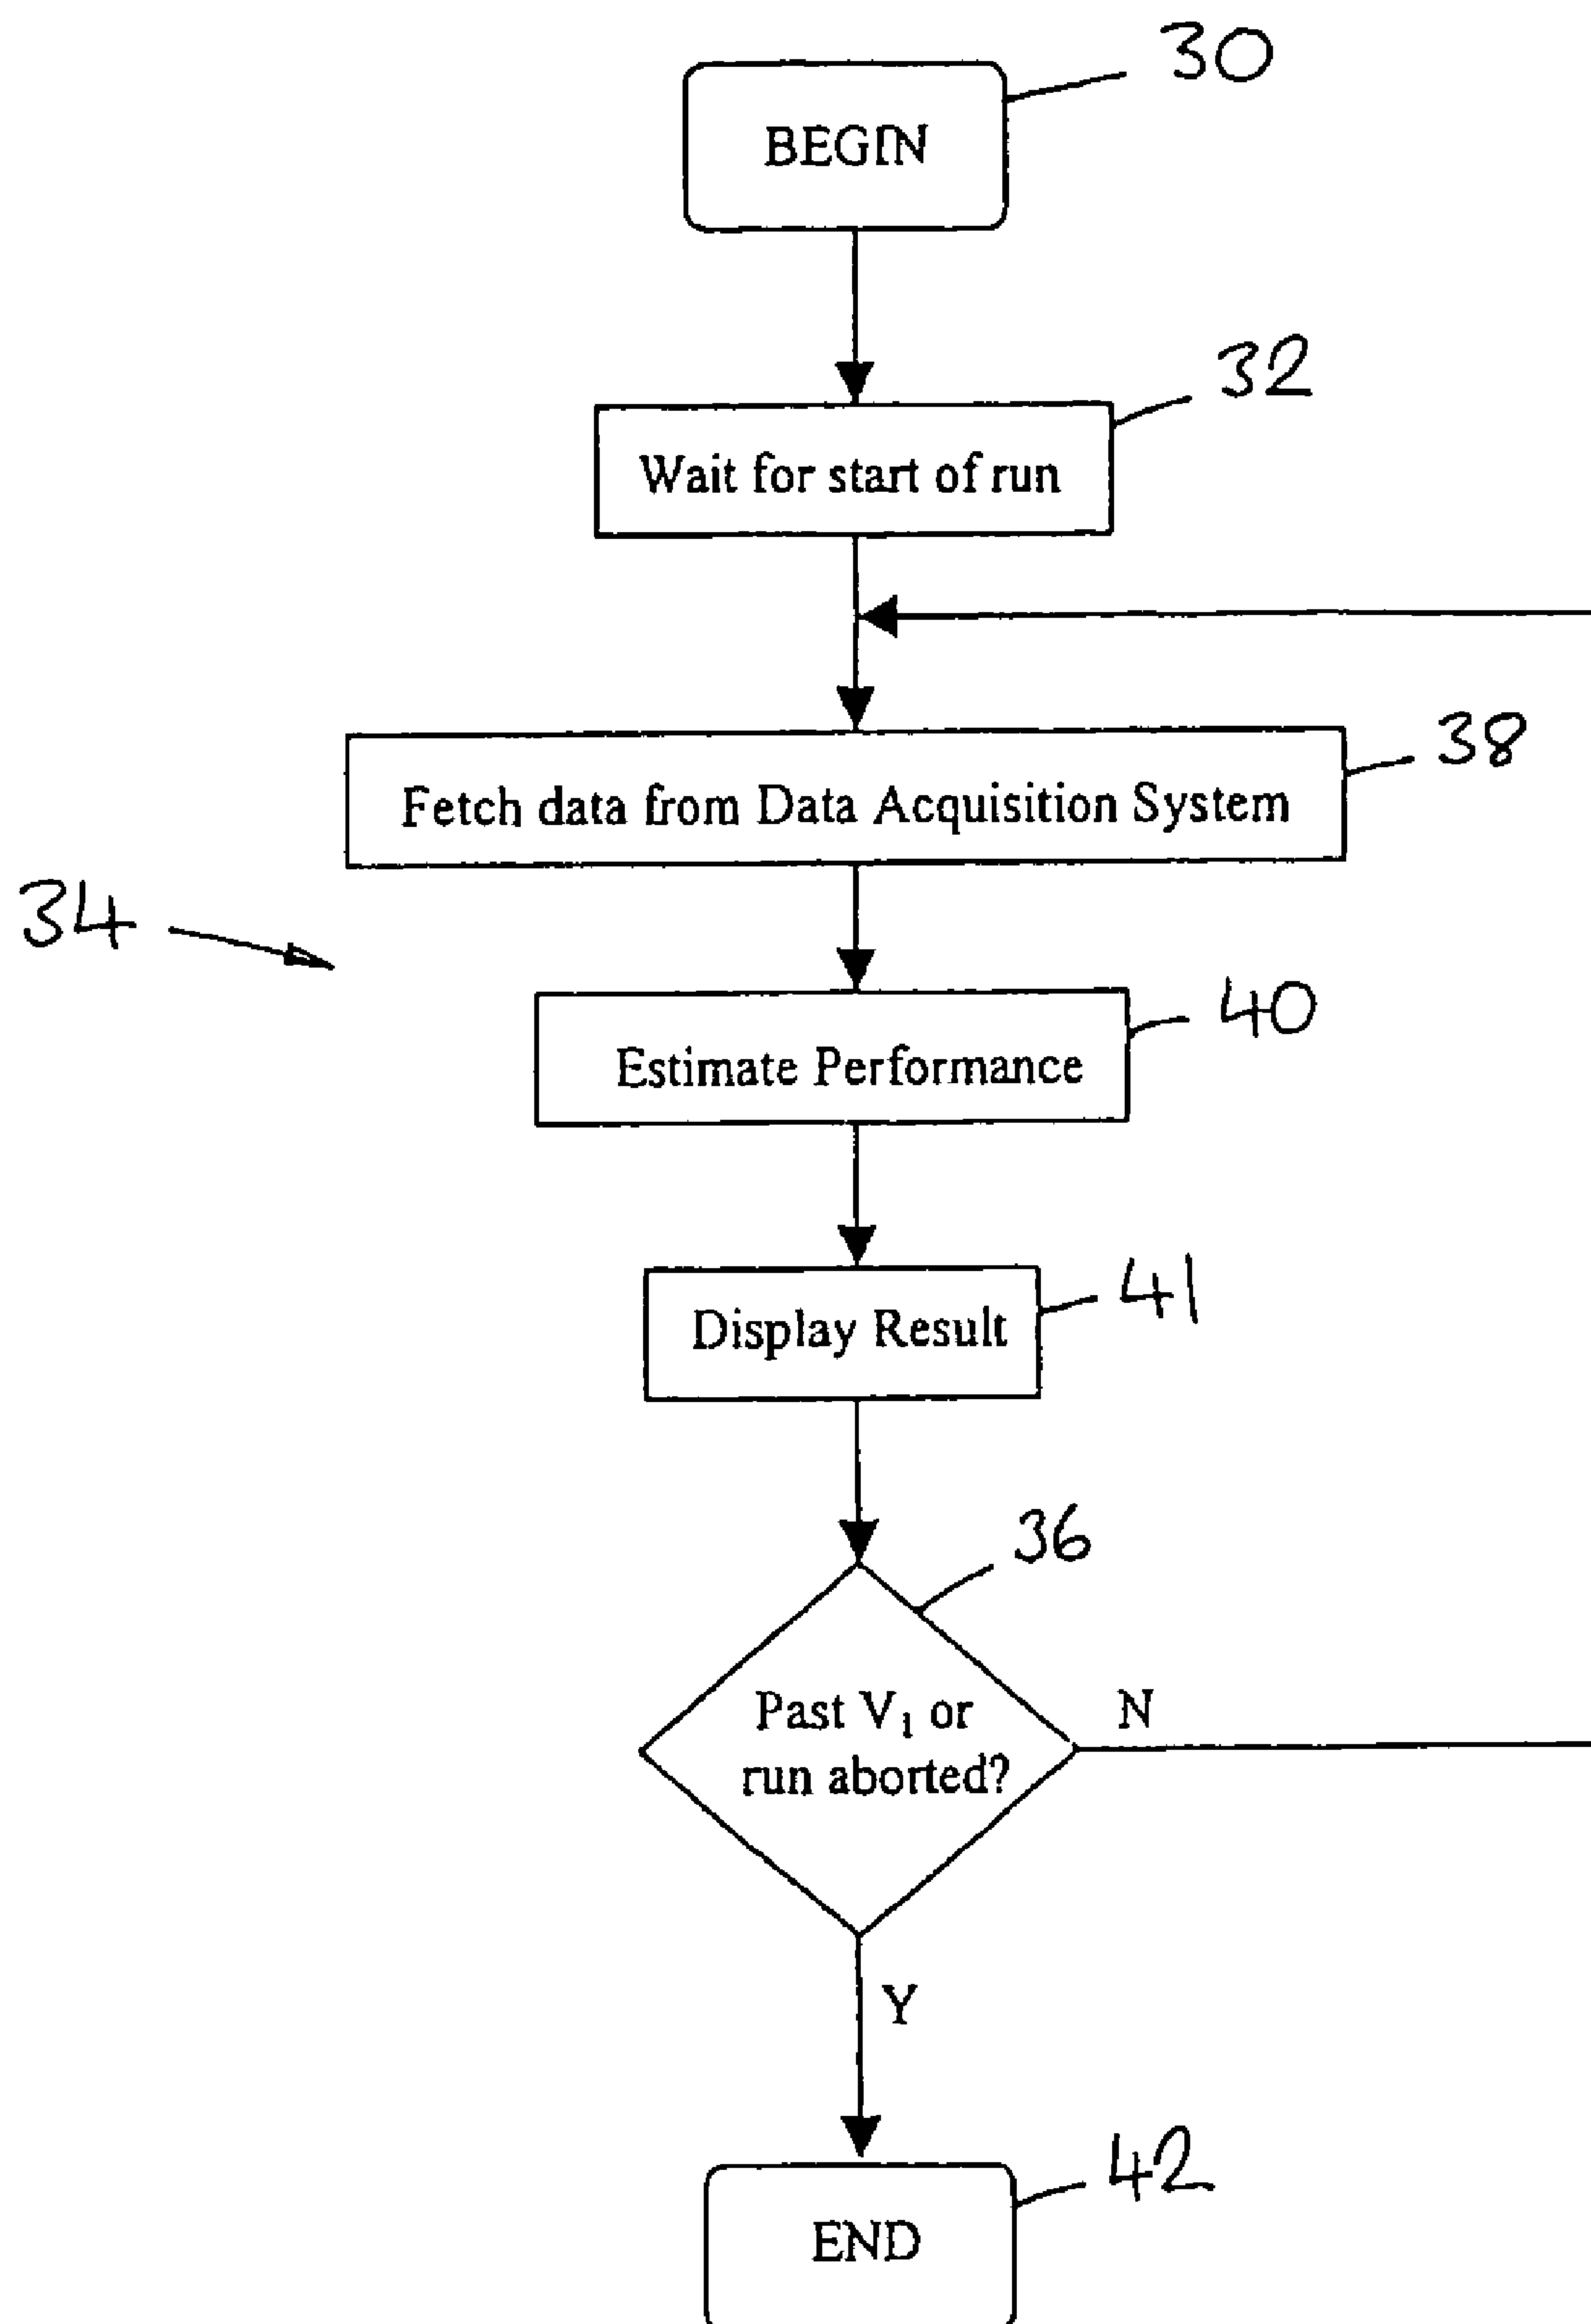 30
BEGIN
32
Wait for start of run
38
Fetch data from Data Acquisition System
34
40
Estimate Performance
41
Display Result
36
Past V₁ or
run aborted?
N
Y
42
END